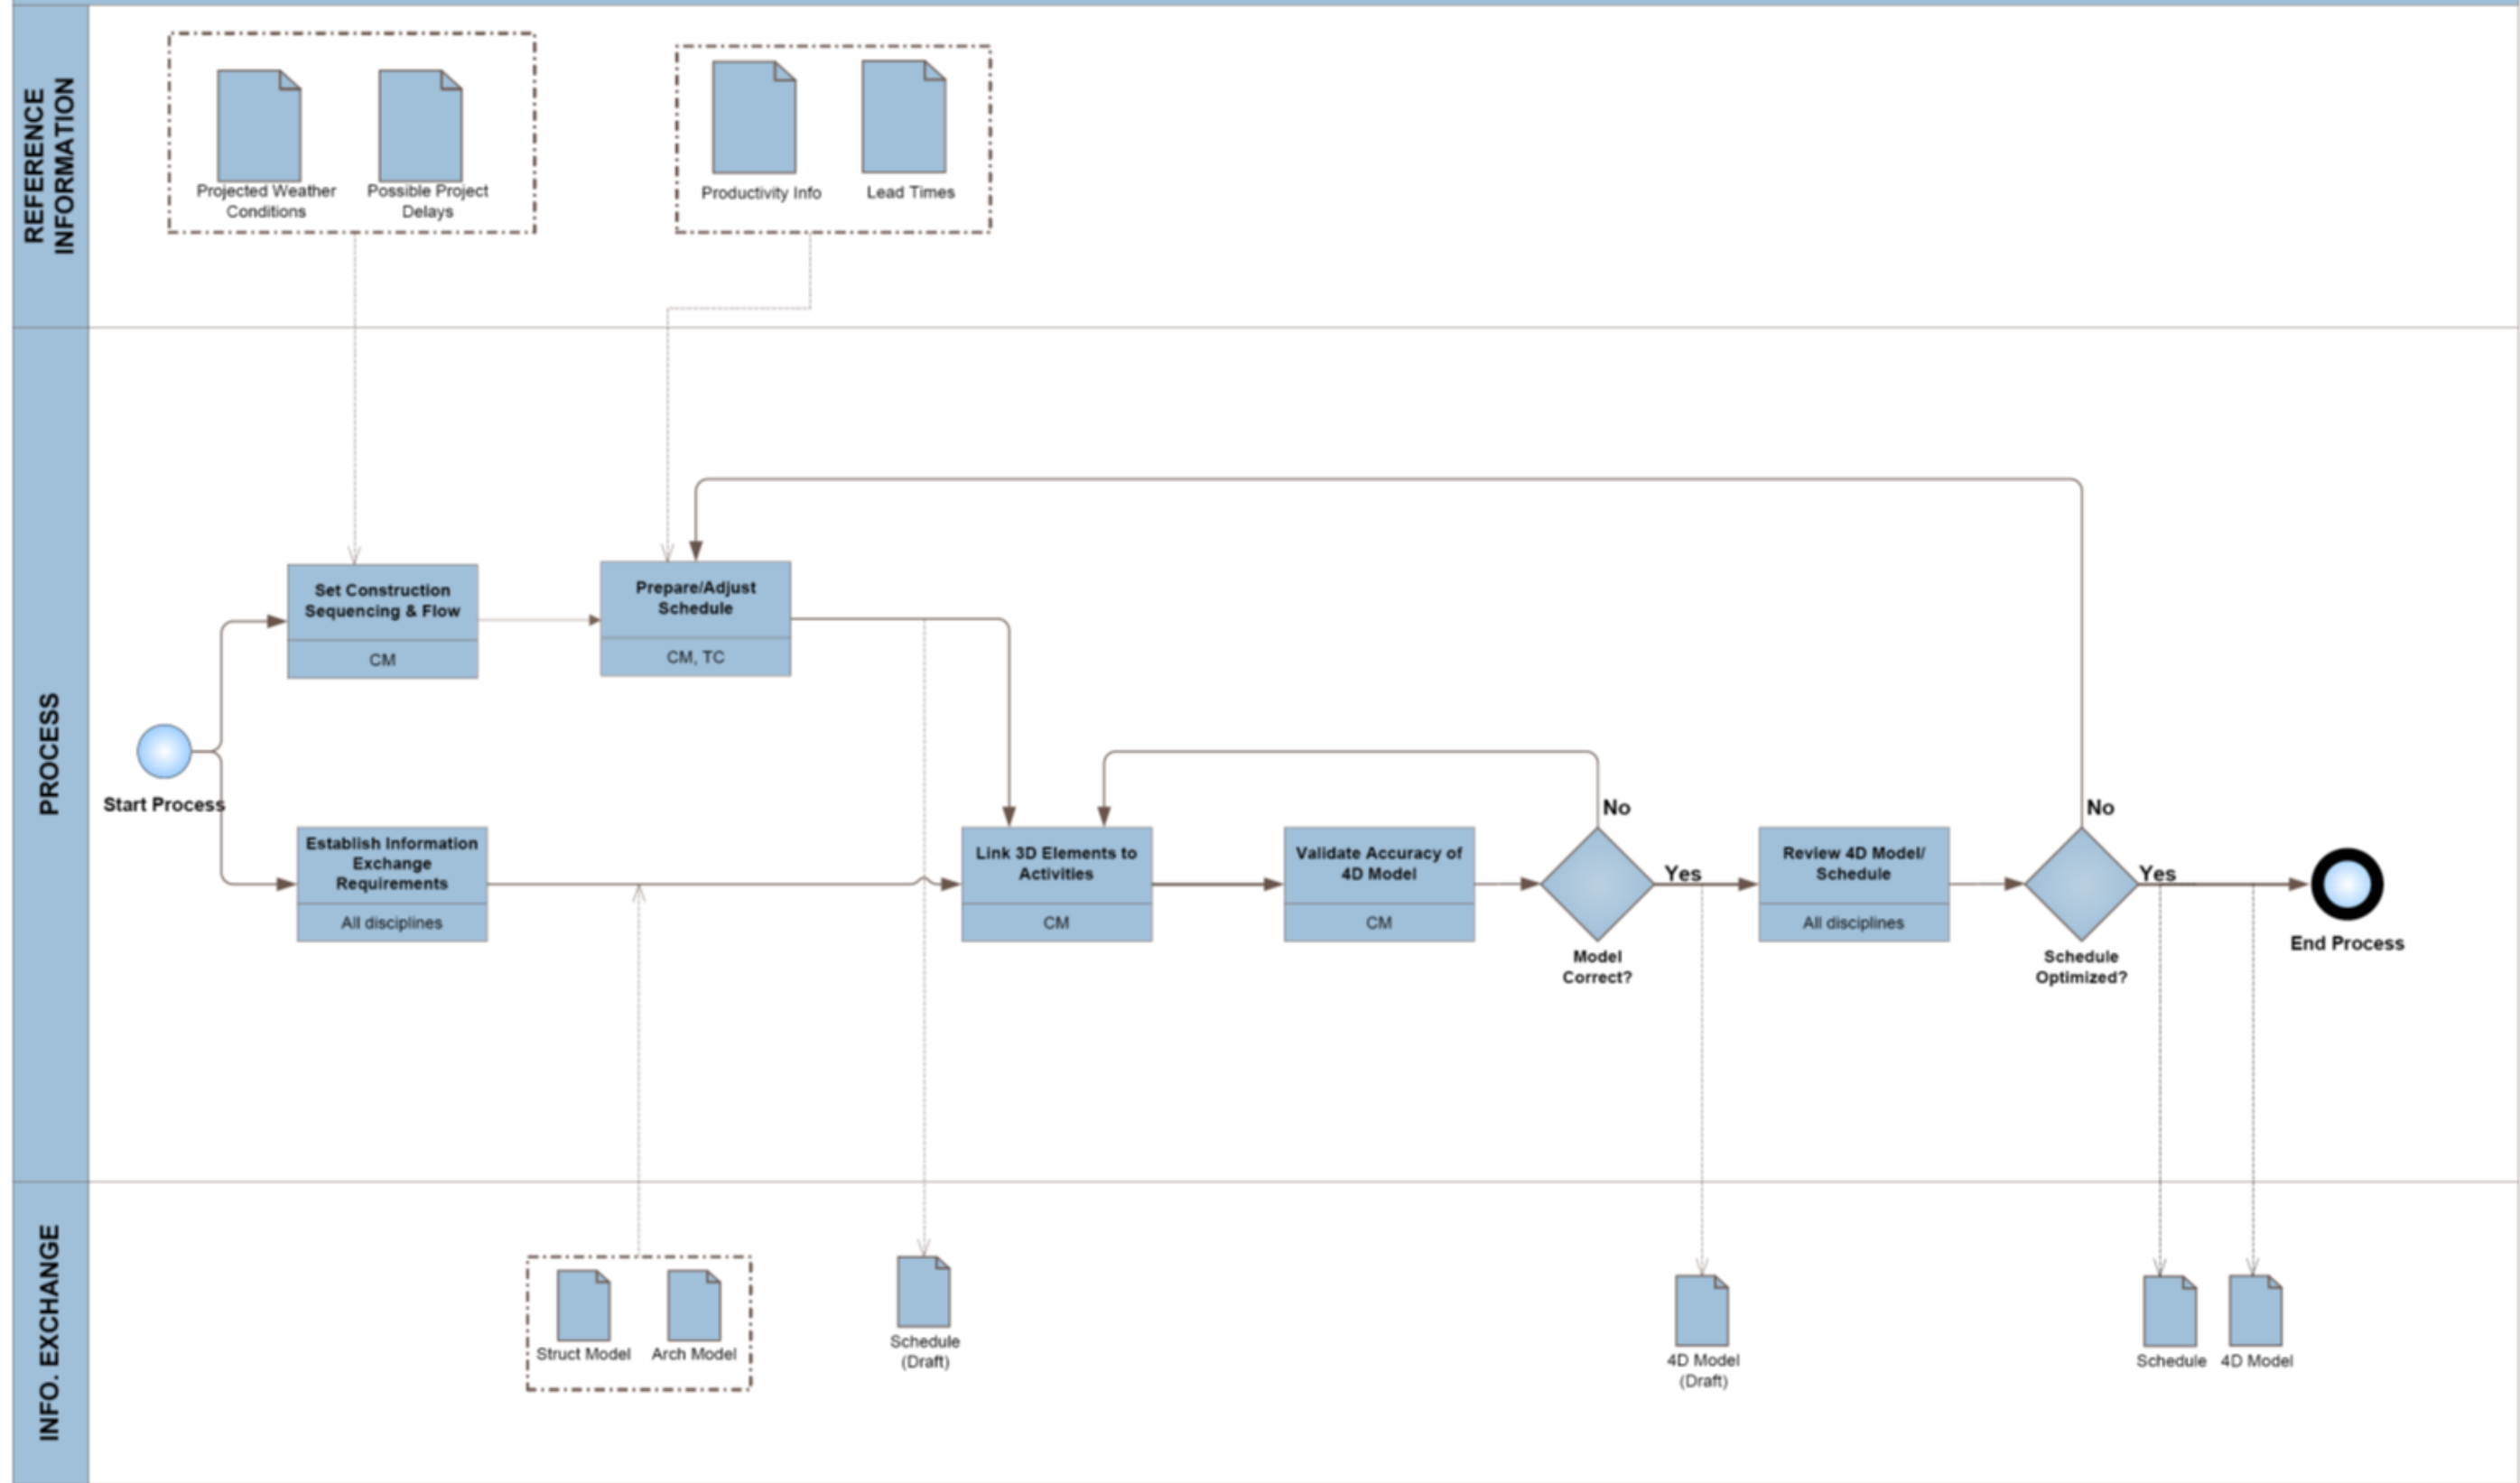 REFERENCE
INFORMATION
Projected Weather
Conditions
Possible Project
Delays
Productivity Info
Lead Times
PROCESS
Start Process
Set Construction
Sequencing & Flow
CM
Prepare/Adjust
Schedule
CM, TC
Establish Information
Exchange
Requirements
All disciplines
Link 3D Elements to
Activities
CM
Validate Accuracy of
4D Model
CM
No
Yes
Model
Correct?
Review 4D Model/
Schedule
All disciplines
No
Yes
Schedule
Optimized?
End Process
INFO. EXCHANGE
Struct Model
Arch Model
Schedule
(Draft)
4D Model
(Draft)
Schedule
4D Model